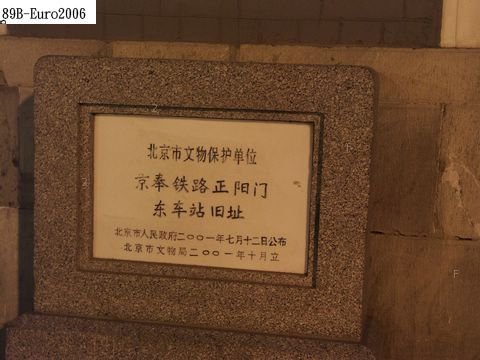 89B-Euro2006
北京市文物保护单位
京奉铁路正阳门
东车站旧址
北京市人民政府二〇〇一年七月十二日公布
北京市文物局二〇〇一年十月立